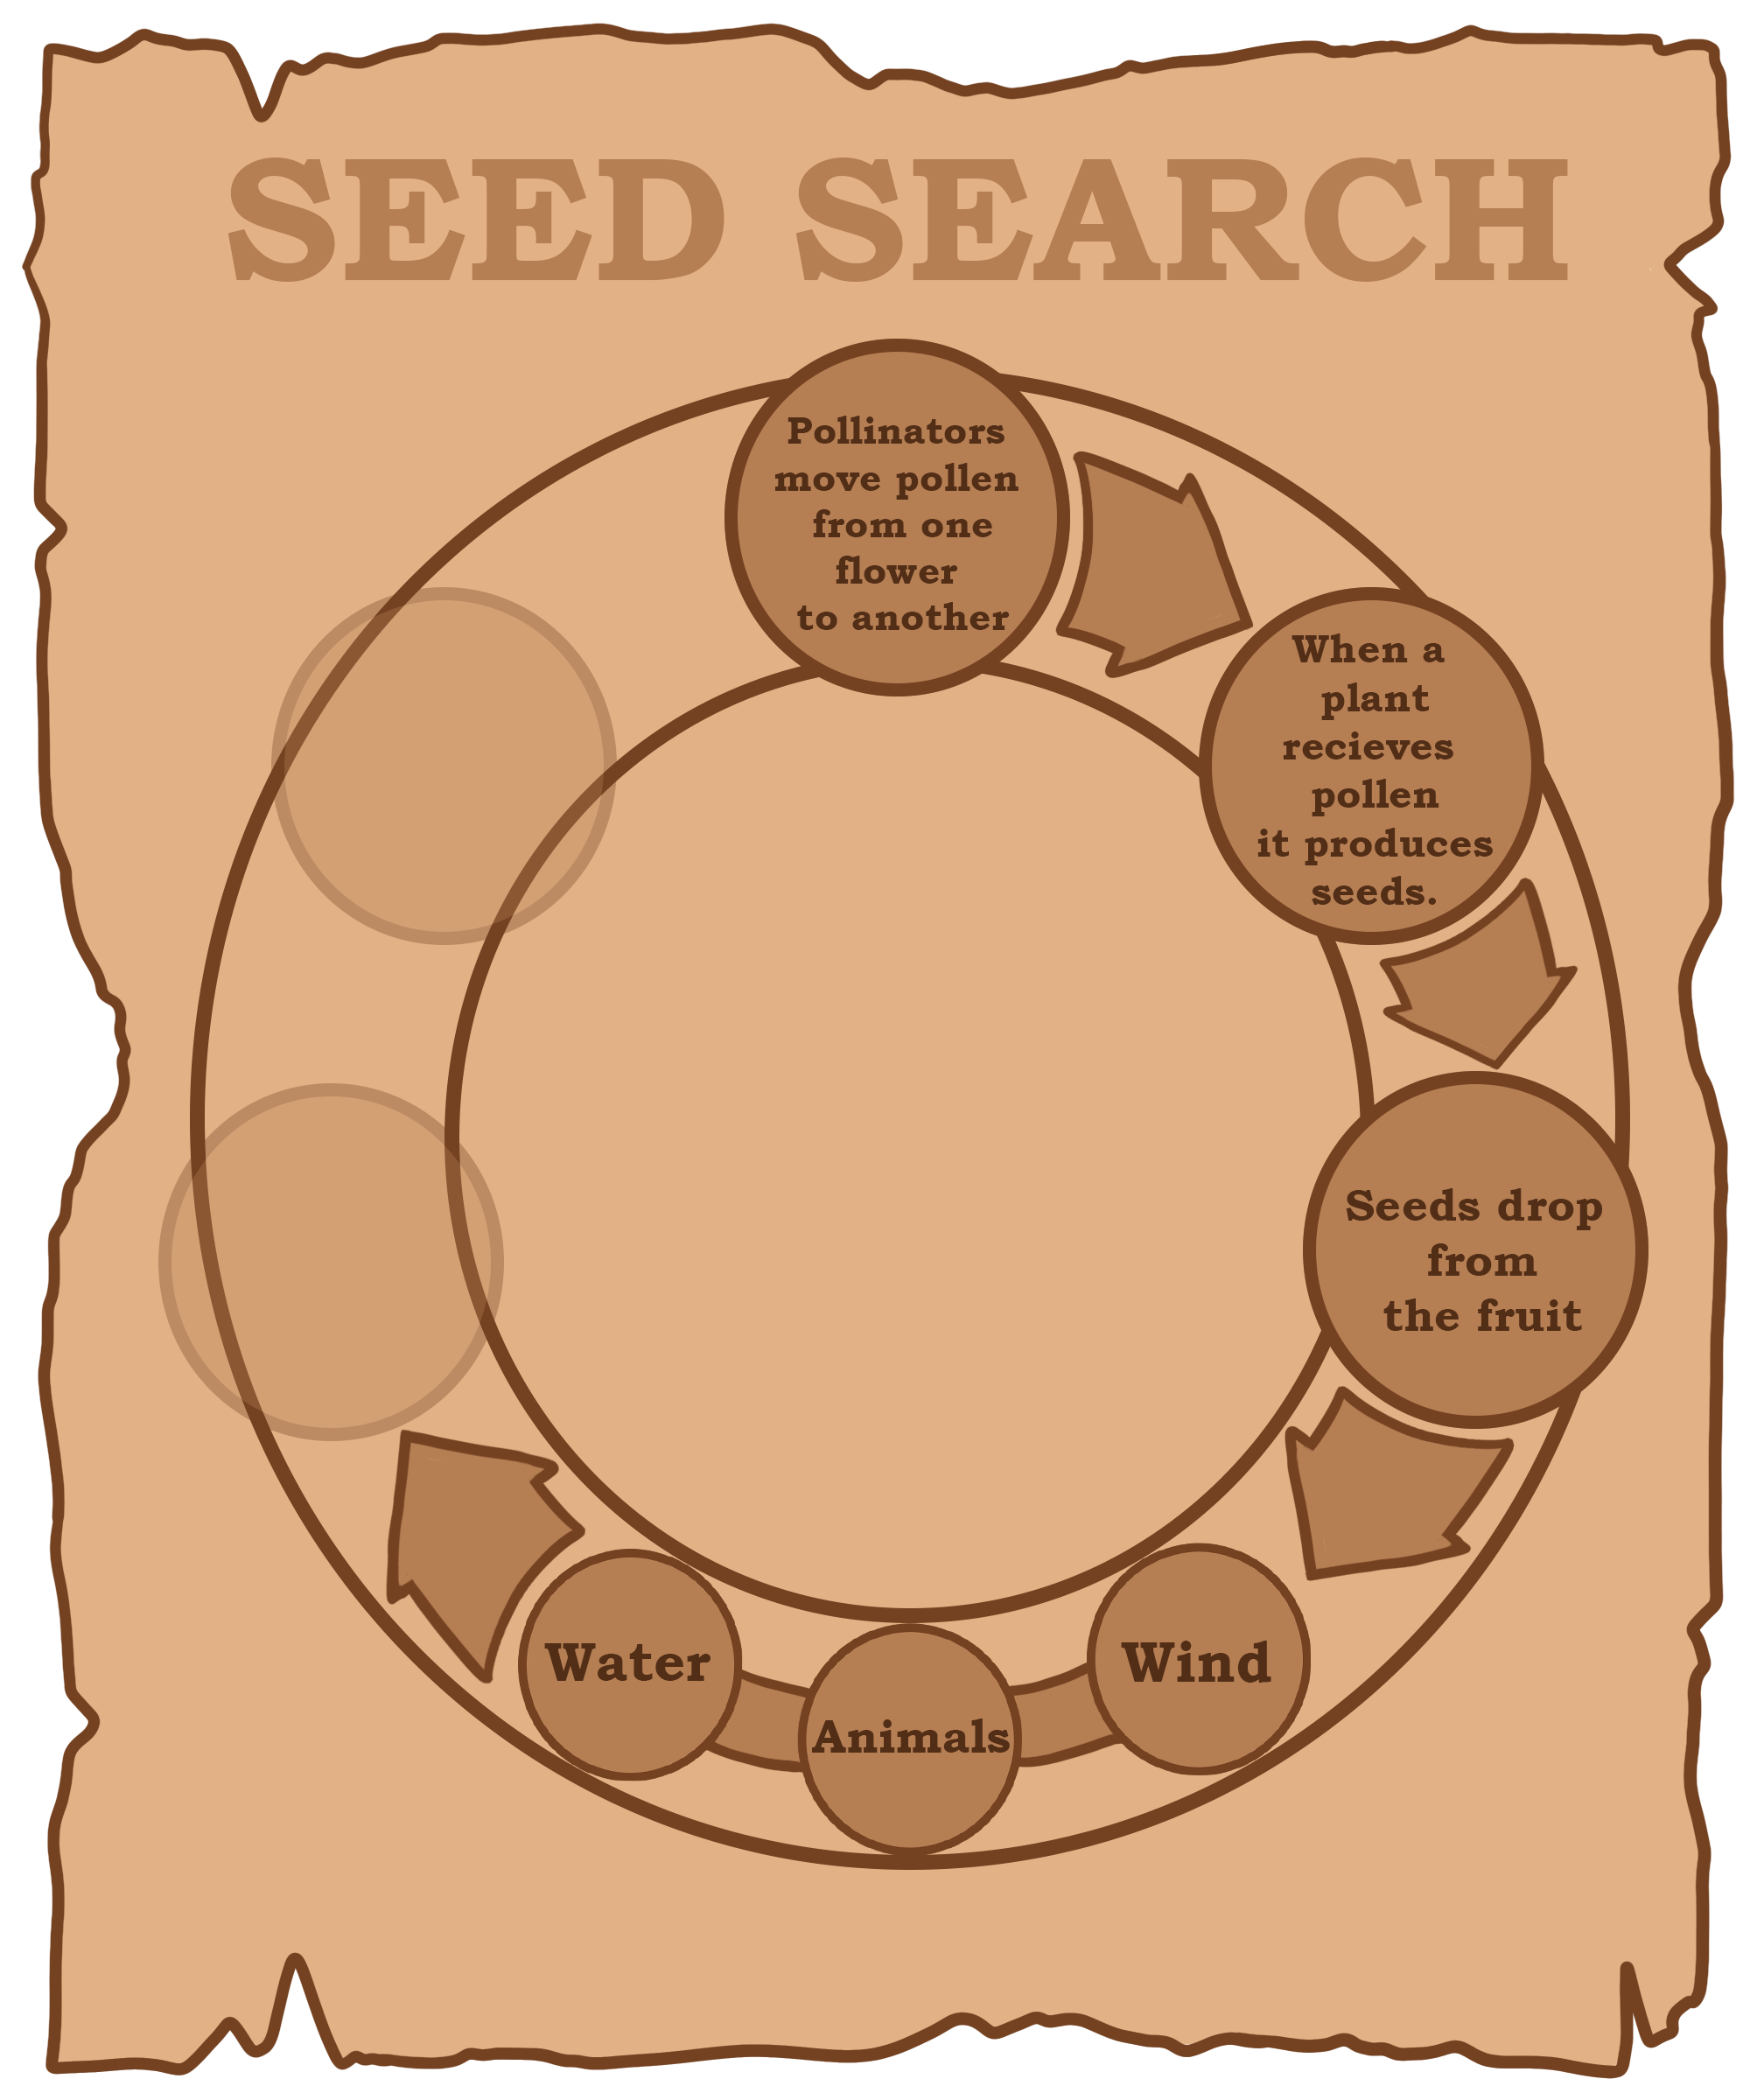 SEED SEARCH
Pollinators
move pollen
from one
flower
to another
When a
plant
recieves
pollen
it produces
seeds.
Seeds drop
from
the fruit
Wind
Animals
Water